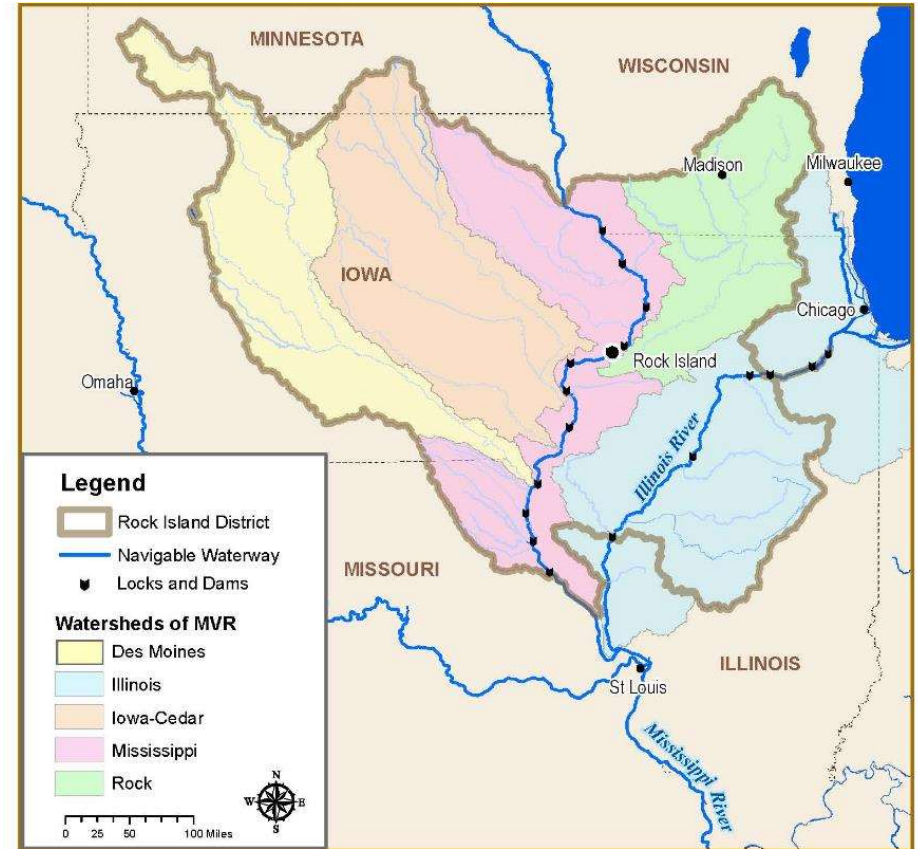 MINNESOTA
WISCONSIN
Madison
Milwaukee
IOWA
Chicago
Rock Island
Omaha
Illinois River
MISSOURI
ILLINOIS
St Louis
Mississippi River
Legend
Rock Island District
Navigable Waterway
Locks and Dams
Watersheds of MVR
Des Moines
Illinois
Iowa-Cedar
Mississippi
Rock
N
W E
S
0 25 50 100 Miles